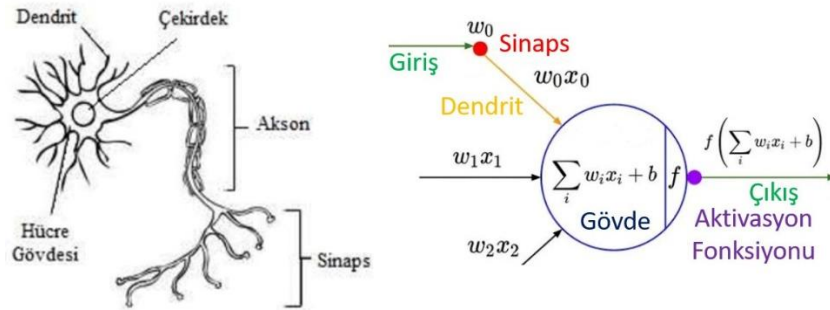 Dendrit
Çekirdek
Akson
Hücre
Gövdesi
Sinaps
w₀
Sinaps
Giriş
w₀x₀
Dendrit
w₁x₁
∑ᵢ wᵢxᵢ + b
f
f(∑ᵢ wᵢxᵢ + b)
Gövde
Çıkış
w₂x₂
Aktivasyon
Fonksiyonu